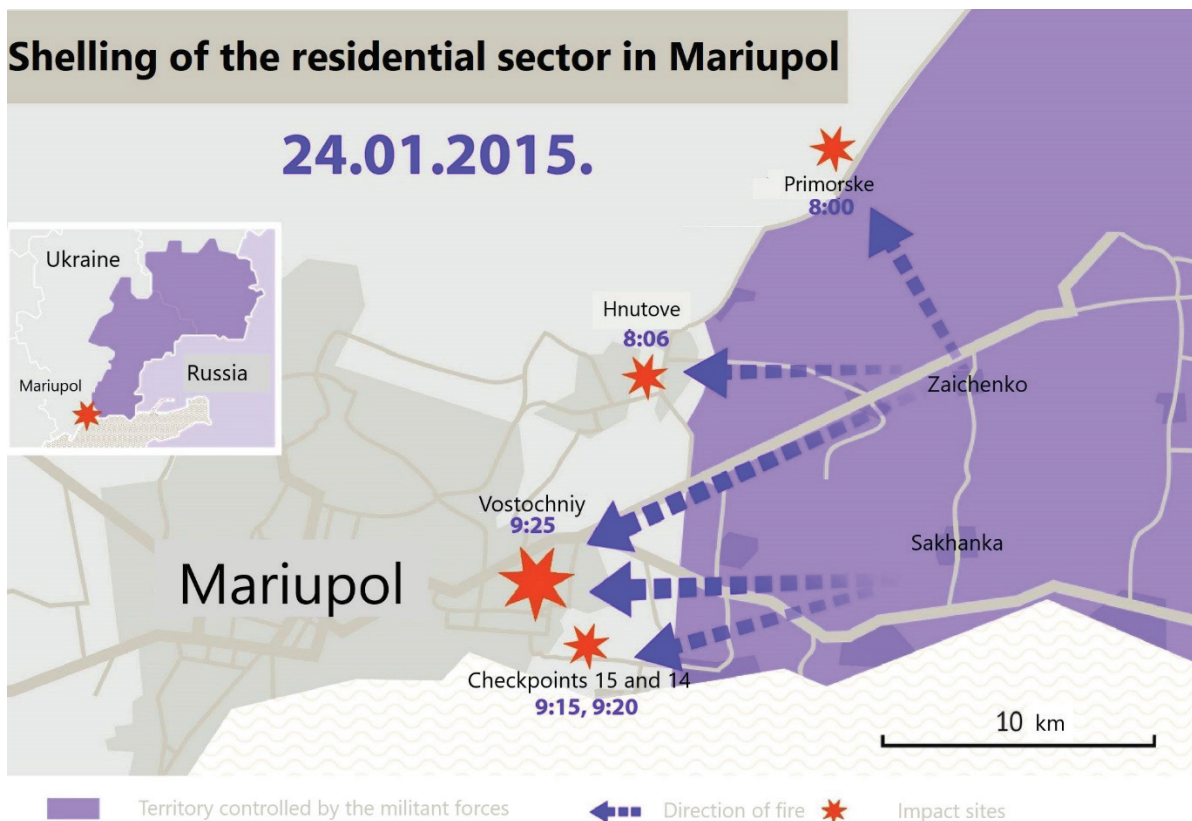 Shelling of the residential sector in Mariupol
24.01.2015.
Primorske
8:00
Ukraine
Mariupol
Russia
Hnutove
8:06
Zaichenko
Vostochniy
9:25
Sakhanka
Mariupol
Checkpoints 15 and 14
9:15, 9:20
10 km
Territory controlled by the militant forces
Direction of fire
Impact sites